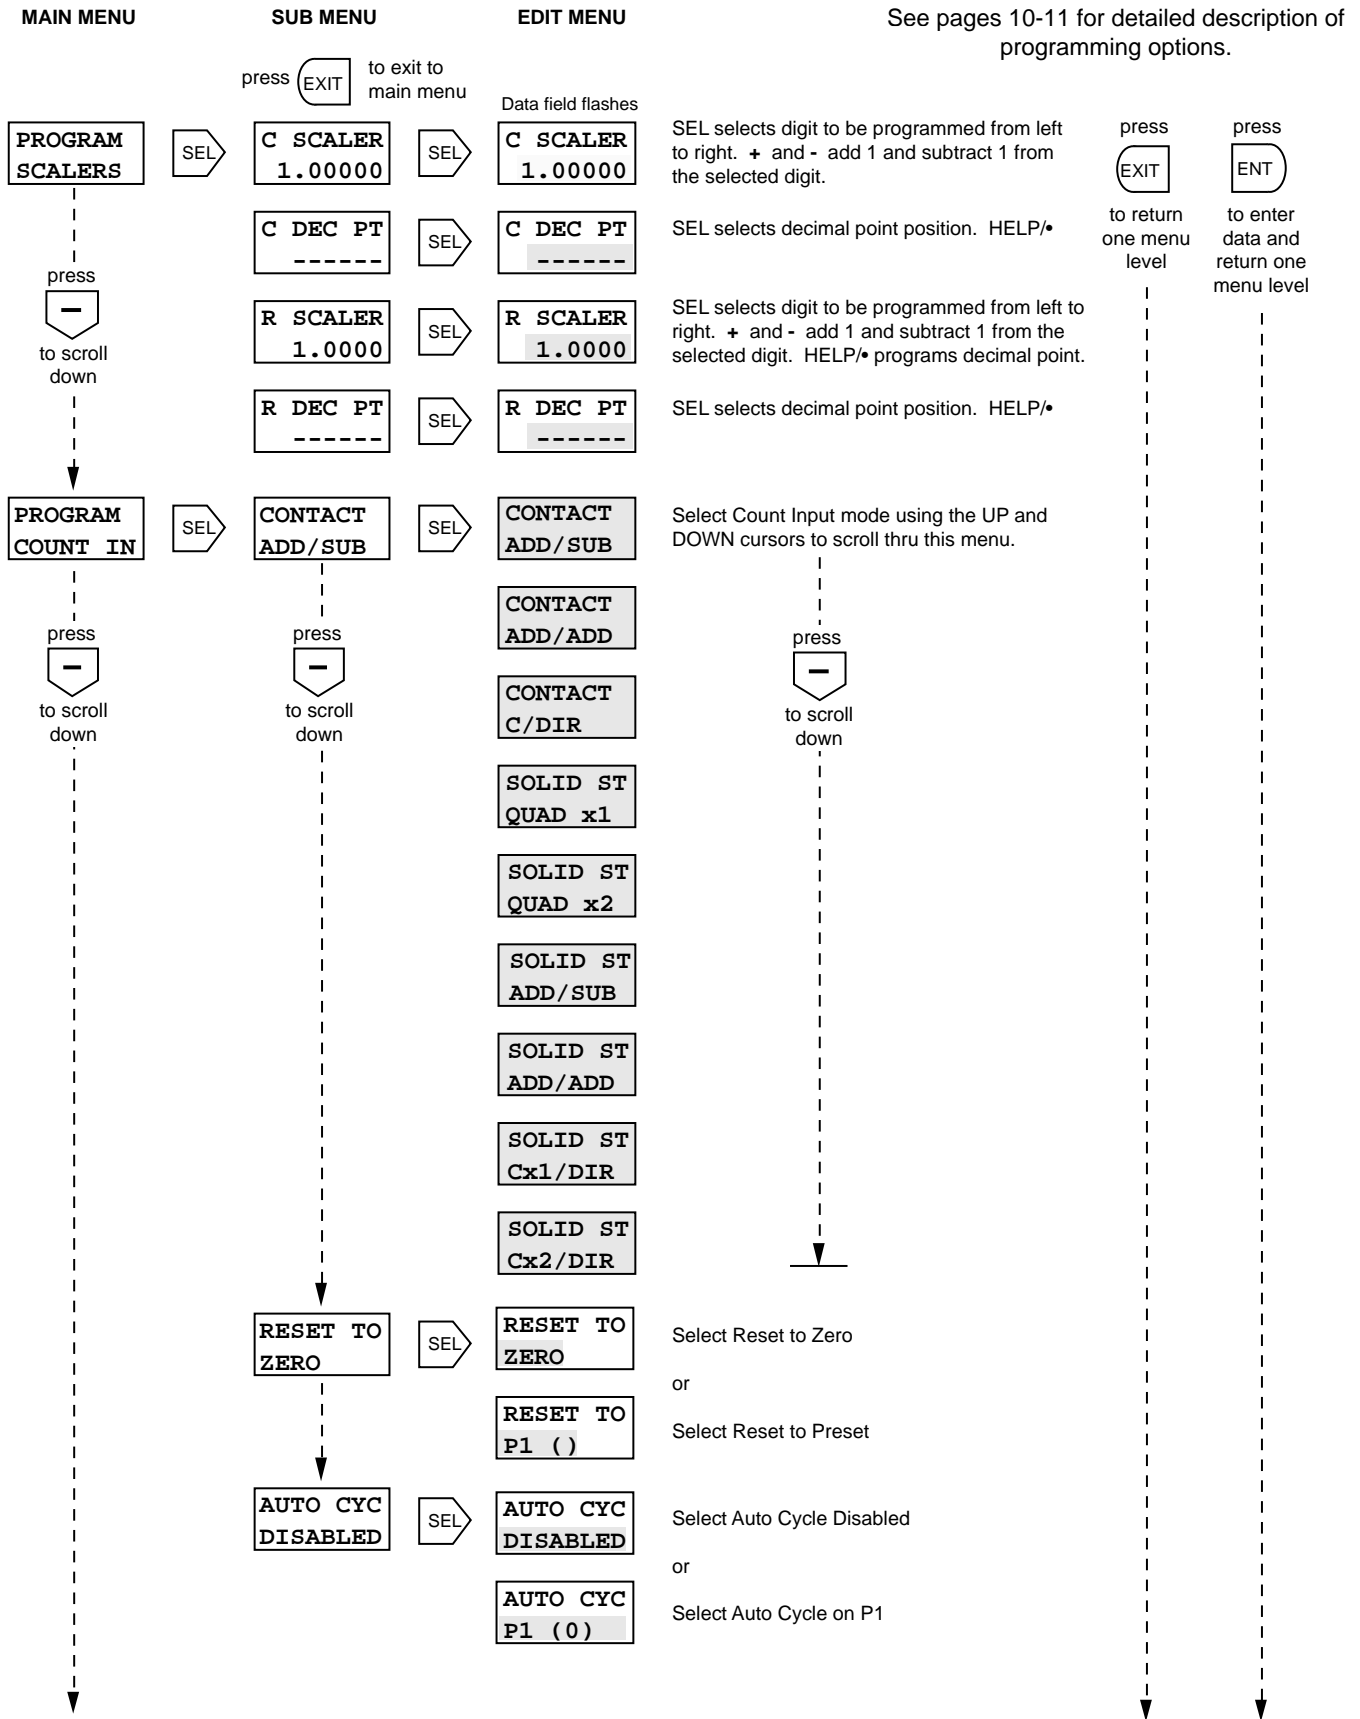 MAIN MENU
SUB MENU
EDIT MENU
See pages 10-11 for detailed description of
programming options.
press EXIT to exit to
main menu
Data field flashes
PROGRAM
SCALERS
SEL
C SCALER
1.00000
SEL
C SCALER
1.00000
SEL selects digit to be programmed from left
to right. + and - add 1 and subtract 1 from
the selected digit.
press
EXIT
to return
one menu
level
press
ENT
to enter
data and
return one
menu level
C DEC PT
------
SEL
C DEC PT
------
SEL selects decimal point position. HELP/•
press
–
to scroll
down
R SCALER
1.0000
SEL
R SCALER
1.0000
SEL selects digit to be programmed from left to
right. + and - add 1 and subtract 1 from the
selected digit. HELP/• programs decimal point.
R DEC PT
------
SEL
R DEC PT
------
SEL selects decimal point position. HELP/•
PROGRAM
COUNT IN
SEL
CONTACT
ADD/SUB
SEL
CONTACT
ADD/SUB
Select Count Input mode using the UP and
DOWN cursors to scroll thru this menu.
press
–
to scroll
down
press
–
to scroll
down
CONTACT
ADD/ADD
press
–
to scroll
down
CONTACT
C/DIR
SOLID ST
QUAD x1
SOLID ST
QUAD x2
SOLID ST
ADD/SUB
SOLID ST
ADD/ADD
SOLID ST
Cx1/DIR
SOLID ST
Cx2/DIR
RESET TO
ZERO
SEL
RESET TO
ZERO
Select Reset to Zero
or
RESET TO
P1 ()
Select Reset to Preset
AUTO CYC
DISABLED
SEL
AUTO CYC
DISABLED
Select Auto Cycle Disabled
or
AUTO CYC
P1 (0)
Select Auto Cycle on P1